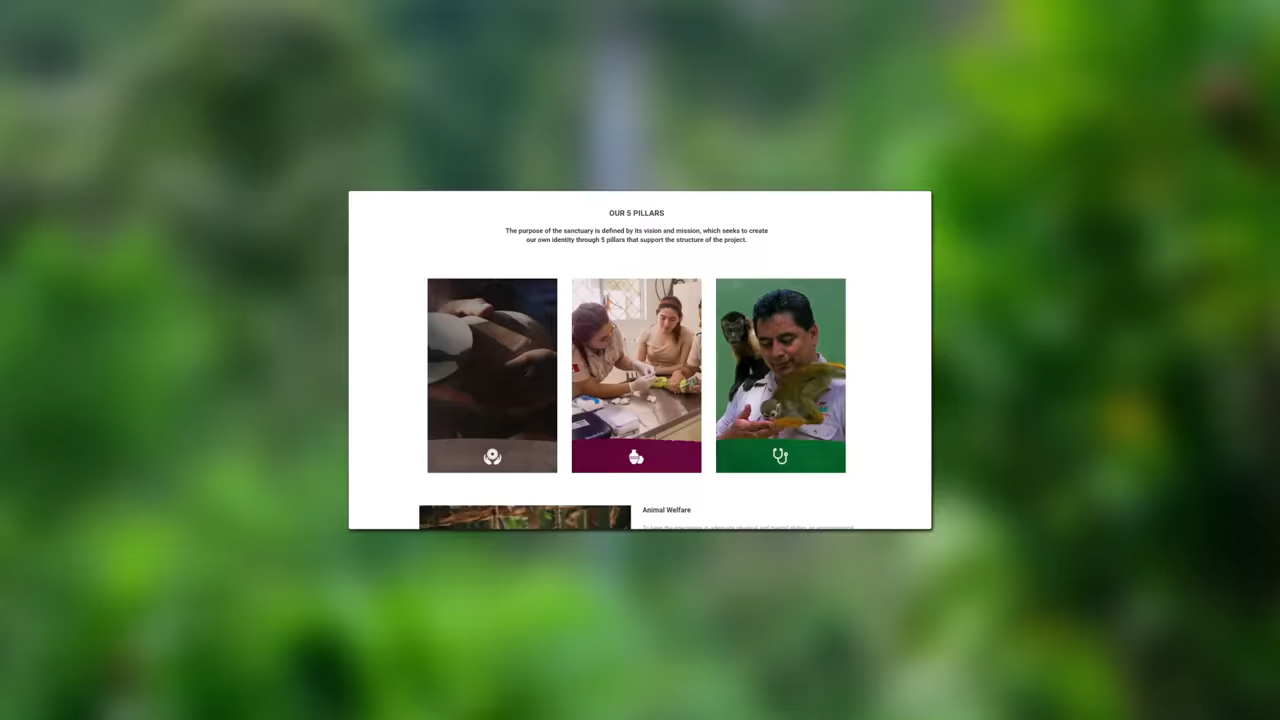 OUR 5 PILLARS
The purpose of the sanctuary is defined by its vision and mission, which seeks to create
our own identity through 5 pillars that support the structure of the project.
Animal Welfare